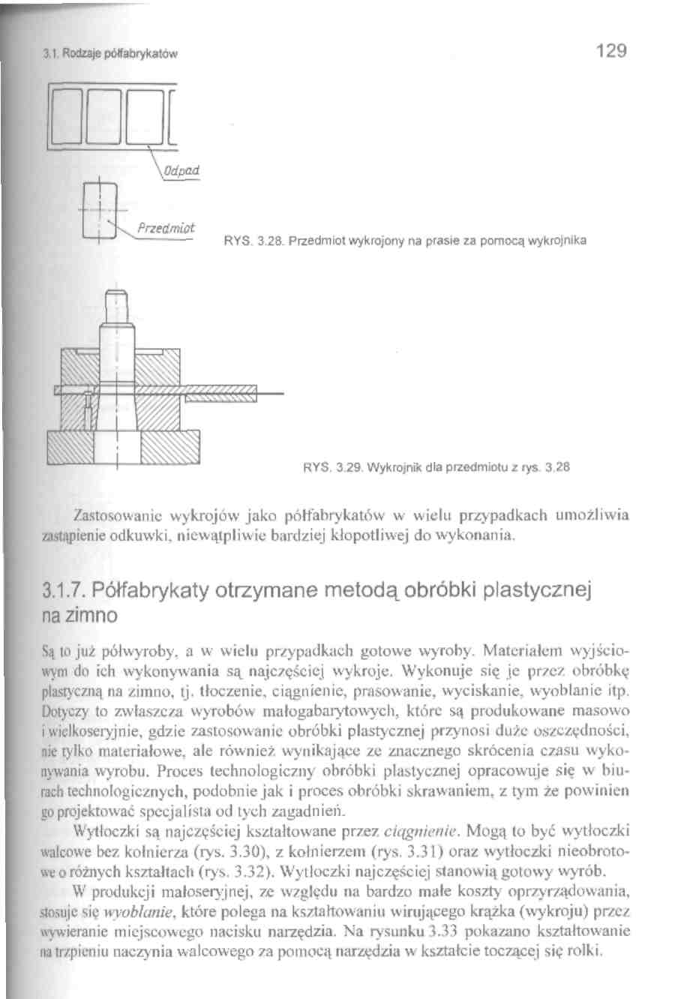 3.1. Rodzaje półfabrykatów
129
Odpad
Przedmiot
RYS. 3.28. Przedmiot wykrojony na prasie za pomocą wykrojnika
RYS. 3.29. Wykrojnik dla przedmiotu z rys. 3.28
Zastosowanie wykrojów jako półfabrykatów w wielu przypadkach umożliwia
zastąpienie odkuwki, niewątpliwie bardziej kłopotliwej do wykonania.
3.1.7. Półfabrykaty otrzymane metodą obróbki plastycznej
na zimno
Są to już półwyroby, a w wielu przypadkach gotowe wyroby. Materiałem wyjścio-
wym do ich wykonywania są najczęściej wykroje. Wykonuje się je przez obróbkę
plastyczną na zimno, tj. tłoczenie, ciągnienie, prasowanie, wyciskanie, wyoblanie itp.
Dotyczy to zwłaszcza wyrobów małogabarytowych, które są produkowane masowo
i wielkoseryjnie, gdzie zastosowanie obróbki plastycznej przynosi duże oszczędności,
nie tylko materiałowe, ale również wynikające ze znacznego skrócenia czasu wyko-
nywania wyrobu. Proces technologiczny obróbki plastycznej opracowuje się w biu-
rach technologicznych, podobnie jak i proces obróbki skrawaniem, z tym że powinien
go projektować specjalista od tych zagadnień.
Wytłoczki są najczęściej kształtowane przez ciągnienie. Mogą to być wytłoczki
walcowe bez kołnierza (rys. 3.30), z kołnierzem (rys. 3.31) oraz wytłoczki nieobroto-
we o różnych kształtach (rys. 3.32). Wytłoczki najczęściej stanowią gotowy wyrób.
W produkcji małoseryjnej, ze względu na bardzo małe koszty oprzyrządowania,
stosuje się wyoblanie, które polega na kształtowaniu wirującego krążka (wykroju) przez
wywieranie miejscowego nacisku narzędzia. Na rysunku 3.33 pokazano kształtowanie
na trzpieniu naczynia walcowego za pomocą narzędzia w kształcie toczącej się rolki.